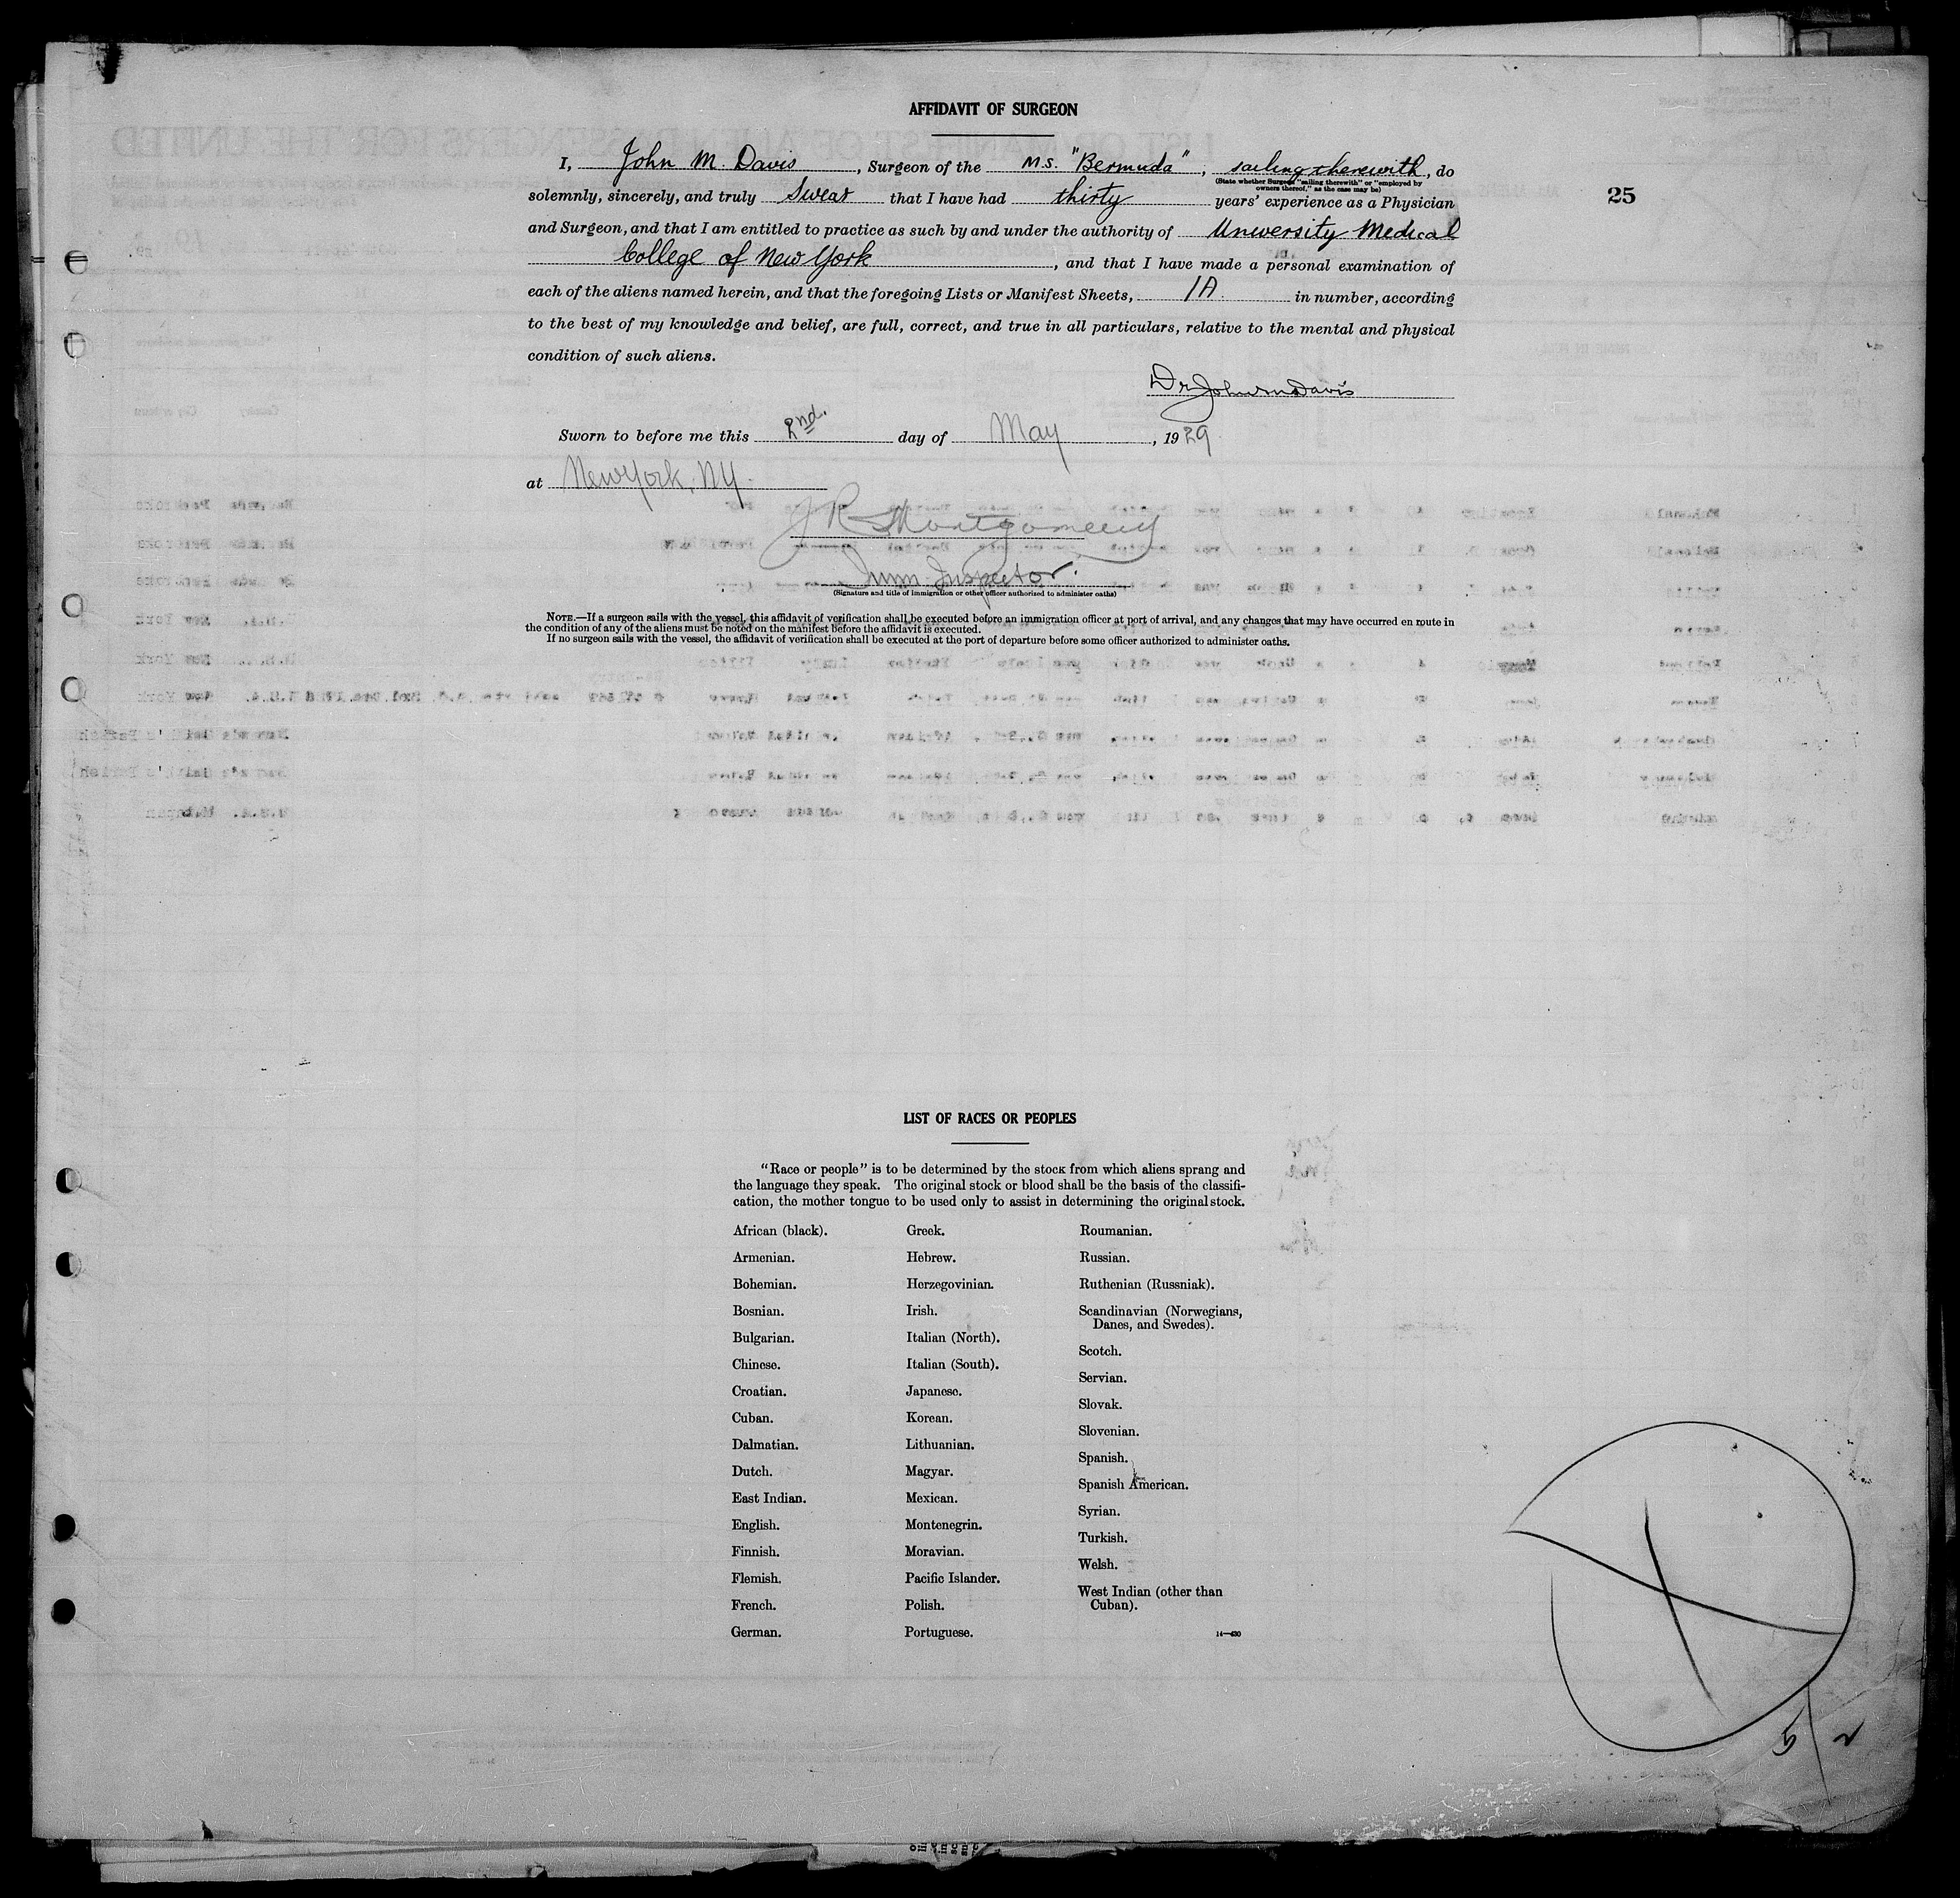 AFFIDAVIT OF SURGEON
I, John M. Davis, Surgeon of the M.S. "Bermuda", sailing therewith, do
(State whether Surgeon "sailing therewith" or "employed by
owners thereof," as the case may be)
25
solemnly, sincerely, and truly swear that I have had thirty years' experience as a Physician
and Surgeon, and that I am entitled to practice as such by and under the authority of University Medical
College of New York, and that I have made a personal examination of
each of the aliens named herein, and that the foregoing Lists or Manifest Sheets, 1A in number, according
to the best of my knowledge and belief, are full, correct, and true in all particulars, relative to the mental and physical
condition of such aliens.
Dr John M Davis
Sworn to before me this 2nd. day of May, 1929
at New York, NY.
J R Montgomery
Imm. Inspector.
(Signature and title of immigration or other officer authorized to administer oaths)
NOTE.—If a surgeon sails with the vessel, this affidavit of verification shall be executed before an immigration officer at port of arrival, and any changes that may have occurred en route in
the condition of any of the aliens must be noted on the manifest before the affidavit is executed.
If no surgeon sails with the vessel, the affidavit of verification shall be executed at the port of departure before some officer authorized to administer oaths.
LIST OF RACES OR PEOPLES
"Race or people" is to be determined by the stock from which aliens sprang and
the language they speak. The original stock or blood shall be the basis of the classifi-
cation, the mother tongue to be used only to assist in determining the original stock.
African (black).
Armenian.
Bohemian.
Bosnian.
Bulgarian.
Chinese.
Croatian.
Cuban.
Dalmatian.
Dutch.
East Indian.
English.
Finnish.
Flemish.
French.
German.
Greek.
Hebrew.
Herzegovinian.
Irish.
Italian (North).
Italian (South).
Japanese.
Korean.
Lithuanian.
Magyar.
Mexican.
Montenegrin.
Moravian.
Pacific Islander.
Polish.
Portuguese.
Roumanian.
Russian.
Ruthenian (Russniak).
Scandinavian (Norwegians,
Danes, and Swedes).
Scotch.
Servian.
Slovak.
Slovenian.
Spanish.
Spanish American.
Syrian.
Turkish.
Welsh.
West Indian (other than
Cuban).
14—430
5/2